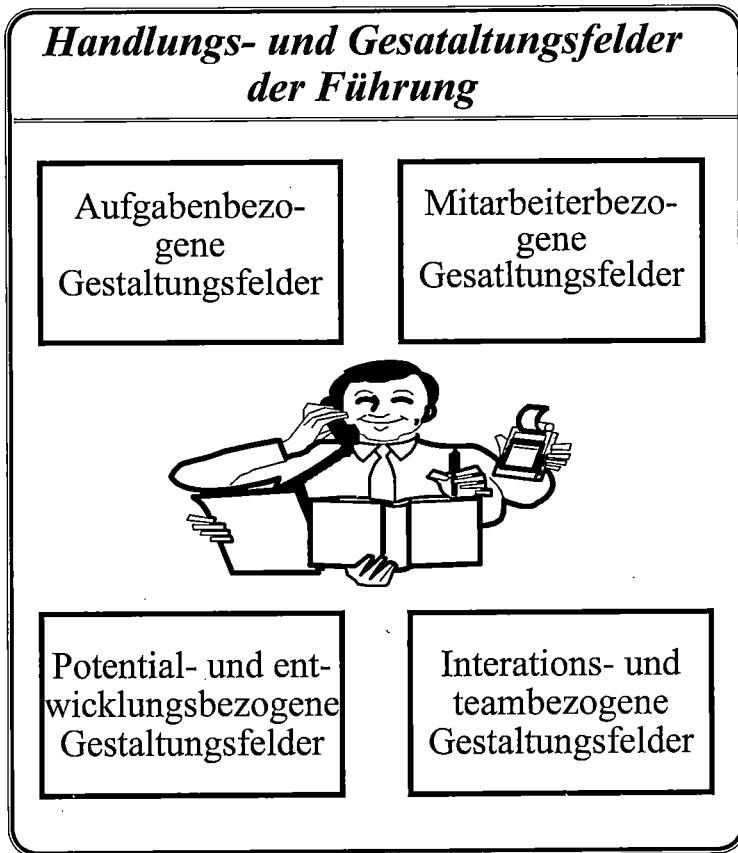 Handlungs- und Gesataltungsfelder
der Führung
Aufgabenbezo-
gene
Gestaltungsfelder
Mitarbeiterbezo-
gene
Gesatltungsfelder
Potential- und ent-
wicklungsbezogene
Gestaltungsfelder
Interations- und
teambezogene
Gestaltungsfelder